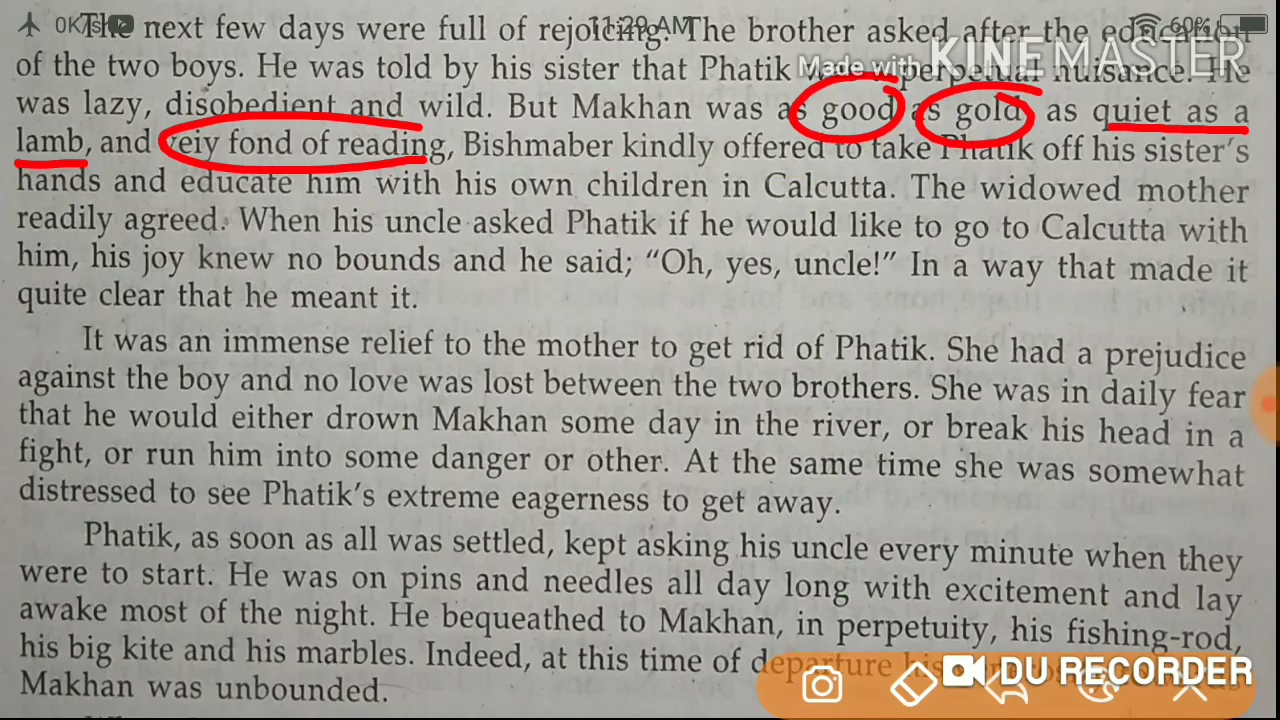 0K/s 11:29 AM 60%
The next few days were full of rejoicing. The brother asked after the education
Made with KINEMASTER
of the two boys. He was told by his sister that Phatik was a perpetual nuisance. He
was lazy, disobedient and wild. But Makhan was as good as gold, as quiet as a
lamb, and veiy fond of reading, Bishmaber kindly offered to take Phatik off his sister's
hands and educate him with his own children in Calcutta. The widowed mother
readily agreed. When his uncle asked Phatik if he would like to go to Calcutta with
him, his joy knew no bounds and he said; “Oh, yes, uncle!” In a way that made it
quite clear that he meant it.
It was an immense relief to the mother to get rid of Phatik. She had a prejudice
against the boy and no love was lost between the two brothers. She was in daily fear
that he would either drown Makhan some day in the river, or break his head in a
fight, or run him into some danger or other. At the same time she was somewhat
distressed to see Phatik's extreme eagerness to get away.
Phatik, as soon as all was settled, kept asking his uncle every minute when they
were to start. He was on pins and needles all day long with excitement and lay
awake most of the night. He bequeathed to Makhan, in perpetuity, his fishing-rod,
his big kite and his marbles. Indeed, at this time of departure his
DU RECORDER
Makhan was unbounded.